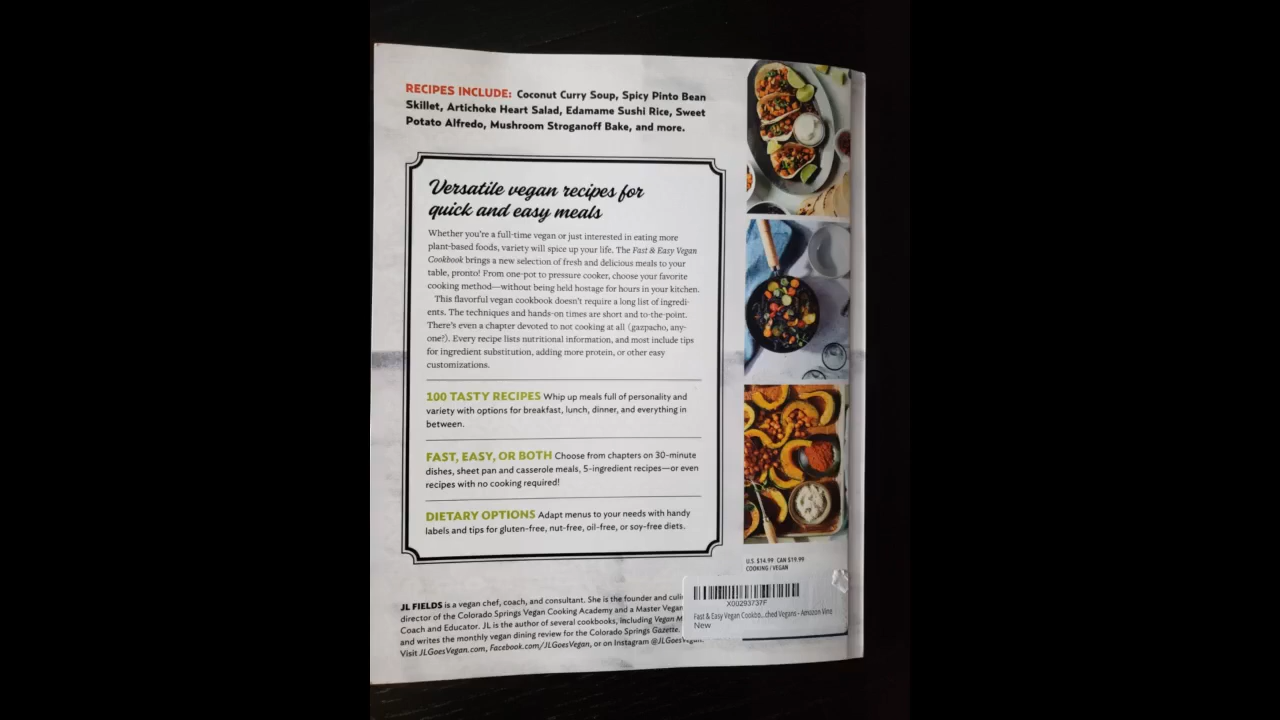 RECIPES INCLUDE: Coconut Curry Soup, Spicy Pinto Bean
Skillet, Artichoke Heart Salad, Edamame Sushi Rice, Sweet
Potato Alfredo, Mushroom Stroganoff Bake, and more.
Versatile vegan recipes for
quick and easy meals
Whether you're a full-time vegan or just interested in eating more
plant-based foods, variety will spice up your life. The Fast & Easy Vegan
Cookbook brings a new selection of fresh and delicious meals to your
table, pronto! From one-pot to pressure cooker, choose your favorite
cooking method—without being held hostage for hours in your kitchen.
This flavorful vegan cookbook doesn't require a long list of ingredi-
ents. The techniques and hands-on times are short and to-the-point.
There's even a chapter devoted to not cooking at all (gazpacho, any-
one?). Every recipe lists nutritional information, and most include tips
for ingredient substitution, adding more protein, or other easy
customizations.
100 TASTY RECIPES Whip up meals full of personality and
variety with options for breakfast, lunch, dinner, and everything in
between.
FAST, EASY, OR BOTH Choose from chapters on 30-minute
dishes, sheet pan and casserole meals, 5-ingredient recipes—or even
recipes with no cooking required!
DIETARY OPTIONS Adapt menus to your needs with handy
labels and tips for gluten-free, nut-free, oil-free, or soy-free diets.
U.S. $14.99 CAN $19.99
COOKING / VEGAN
JL FIELDS is a vegan chef, coach, and consultant. She is the founder and culi
director of the Colorado Springs Vegan Cooking Academy and a Master Vegan
Coach and Educator. JL is the author of several cookbooks, including Vegan M
and writes the monthly vegan dining review for the Colorado Springs Gazette.
Visit JLGoesVegan.com, Facebook.com/JLGoesVegan, or on Instagram @JLGoesVegan.
X00293737F
Fast & Easy Vegan Cookbo...ched Vegans - Amazon Vine
New